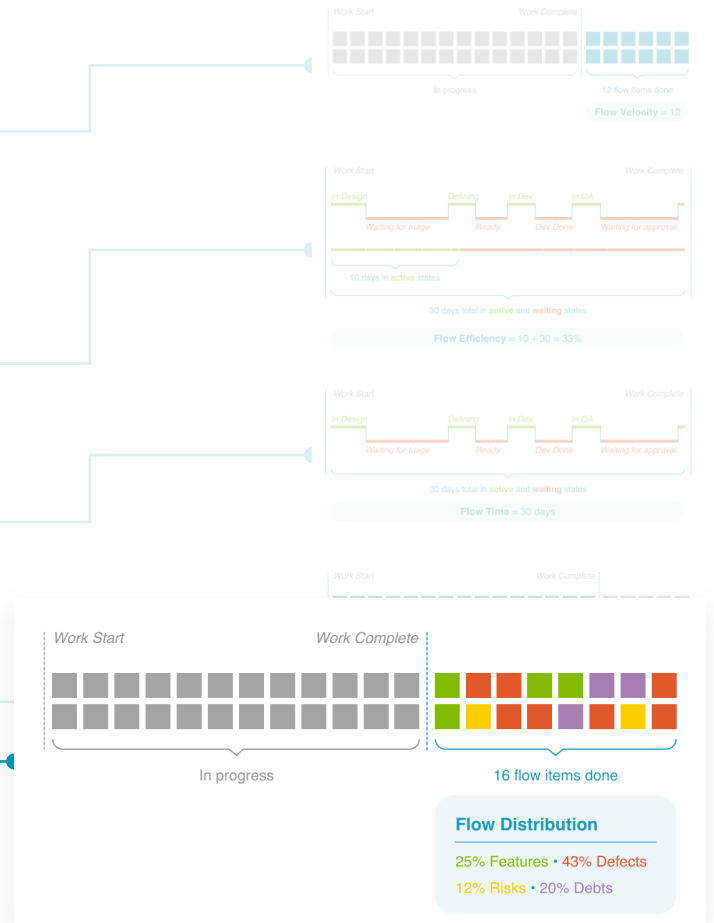 Work Start Work Complete
In progress 12 flow items done
Flow Velocity = 12
Work Start Work Complete
In Design Defining In Dev In QA
Waiting for triage Ready Dev Done Waiting for approval
10 days in active states
30 days total in active and waiting states
Flow Efficiency = 10 ÷ 30 = 33%
Work Start Work Complete
In Design Defining In Dev In QA
Waiting for triage Ready Dev Done Waiting for approval
30 days total in active and waiting states
Flow Time = 30 days
Work Start Work Complete
Work Start Work Complete
In progress 16 flow items done
Flow Distribution
25% Features • 43% Defects
12% Risks • 20% Debts